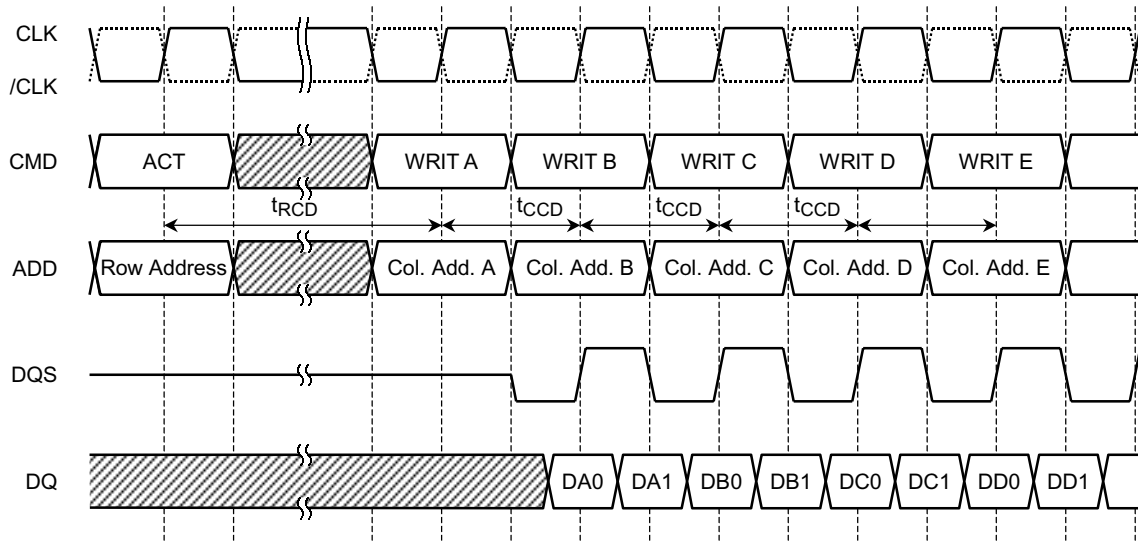 CLK
/CLK
CMD ACT WRIT A WRIT B WRIT C WRIT D WRIT E
tRCD tCCD tCCD tCCD
ADD Row Address Col. Add. A Col. Add. B Col. Add. C Col. Add. D Col. Add. E
DQS
DQ DA0 DA1 DB0 DB1 DC0 DC1 DD0 DD1